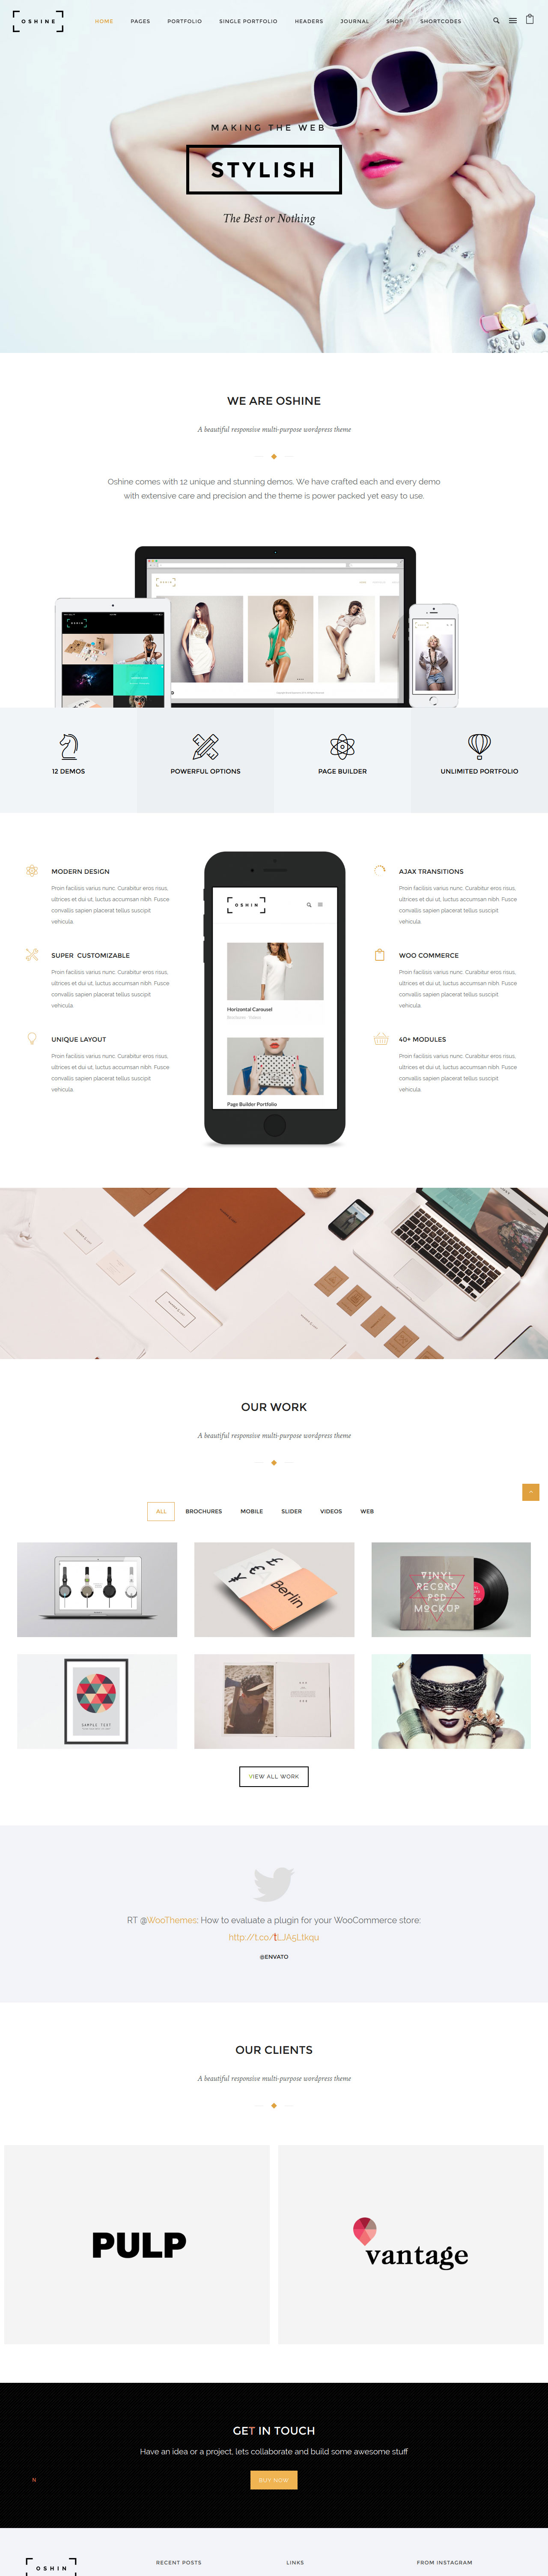 OSHINE
HOME PAGES PORTFOLIO SINGLE PORTFOLIO HEADERS JOURNAL SHOP SHORTCODES
MAKING THE WEB
STYLISH
The Best or Nothing
WE ARE OSHINE
A beautiful responsive multi-purpose wordpress theme
Oshine comes with 12 unique and stunning demos. We have crafted each and every demo
with extensive care and precision and the theme is power packed yet easy to use.
12 DEMOS
POWERFUL OPTIONS
PAGE BUILDER
UNLIMITED PORTFOLIO
MODERN DESIGN
Proin facilisis varius nunc. Curabitur eros risus,
ultrices et dui ut, luctus accumsan nibh. Fusce
convallis sapien placerat tellus suscipit
vehicula.
SUPER CUSTOMIZABLE
Proin facilisis varius nunc. Curabitur eros risus,
ultrices et dui ut, luctus accumsan nibh. Fusce
convallis sapien placerat tellus suscipit
vehicula.
UNIQUE LAYOUT
Proin facilisis varius nunc. Curabitur eros risus,
ultrices et dui ut, luctus accumsan nibh. Fusce
convallis sapien placerat tellus suscipit
vehicula.
OSHIN
Horizontal Carousel
Brochures Videos
Page Builder Portfolio
AJAX TRANSITIONS
Proin facilisis varius nunc. Curabitur eros risus,
ultrices et dui ut, luctus accumsan nibh. Fusce
convallis sapien placerat tellus suscipit
vehicula.
WOO COMMERCE
Proin facilisis varius nunc. Curabitur eros risus,
ultrices et dui ut, luctus accumsan nibh. Fusce
convallis sapien placerat tellus suscipit
vehicula.
40+ MODULES
Proin facilisis varius nunc. Curabitur eros risus,
ultrices et dui ut, luctus accumsan nibh. Fusce
convallis sapien placerat tellus suscipit
vehicula.
OUR WORK
A beautiful responsive multi-purpose wordpress theme
ALL BROCHURES MOBILE SLIDER VIDEOS WEB
Berlin
VINYL
RECORD
PSD
MOCKUP
SAMPLE TEXT
VIEW ALL WORK
RT @WooThemes: How to evaluate a plugin for your WooCommerce store:
http://t.co/tLJA5Ltkqu
@ENVATO
OUR CLIENTS
A beautiful responsive multi-purpose wordpress theme
PULP
vantage
GET IN TOUCH
Have an idea or a project, lets collaborate and build some awesome stuff
BUY NOW
N
OSHIN
RECENT POSTS
LINKS
FROM INSTAGRAM